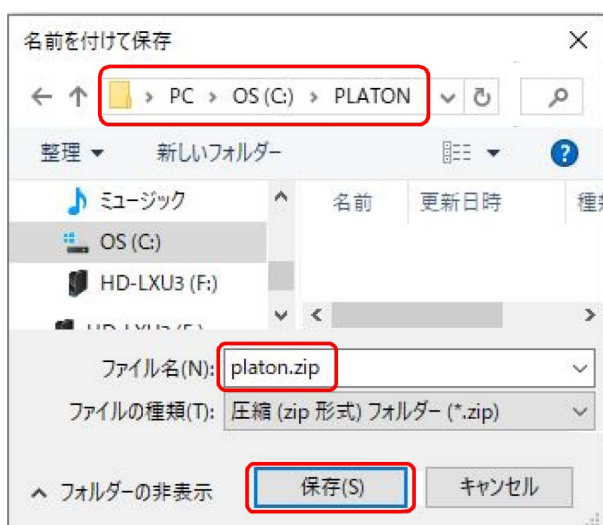 名前を付けて保存
PC > OS (C:) > PLATON
整理 新しいフォルダー
名前 更新日時
ミュージック
OS (C:)
HD-LXU3 (F:)
ファイル名(N): platon.zip
ファイルの種類(T): 圧縮 (zip 形式) フォルダー (*.zip)
フォルダーの非表示 保存(S) キャンセル